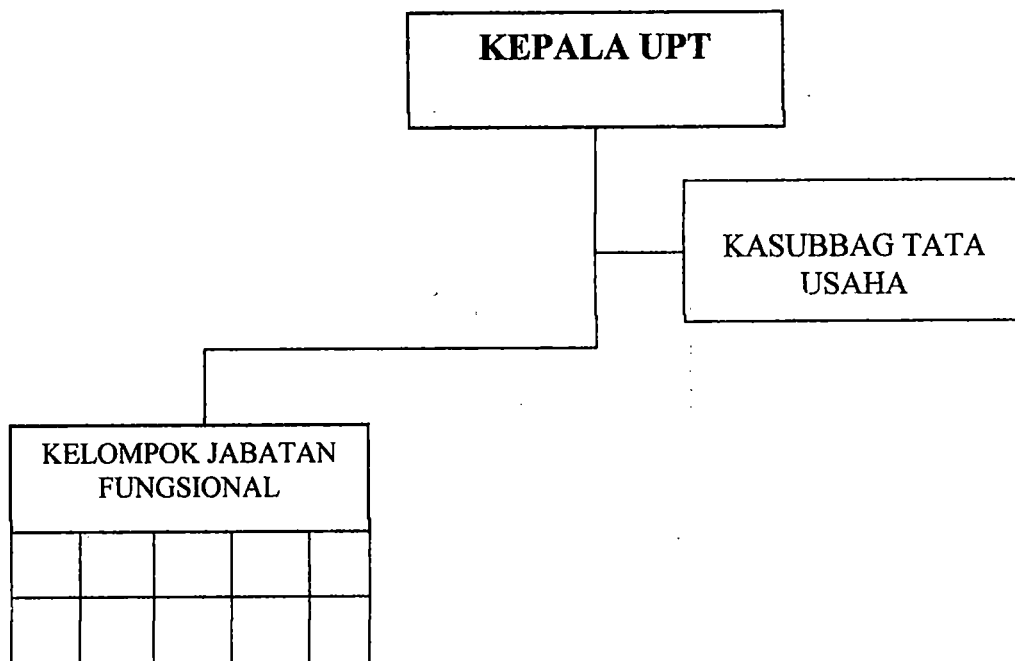 KEPALA UPT
KASUBBAG TATA
USAHA
KELOMPOK JABATAN
FUNGSIONAL